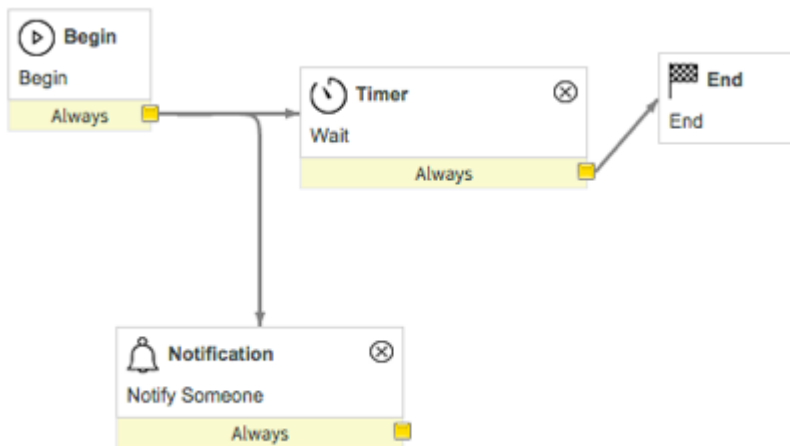 Begin
Begin
Always
Timer
Wait
Always
End
End
Notification
Notify Someone
Always